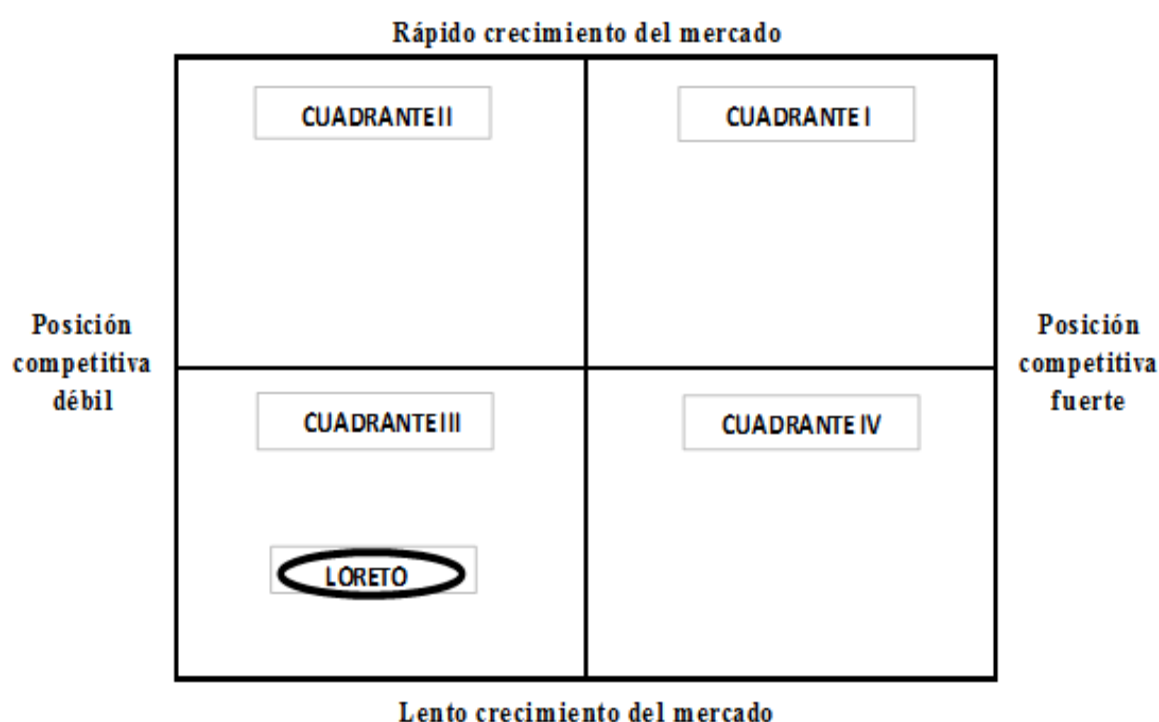 Rápido crecimiento del mercado
CUADRANTE II
CUADRANTE I
Posición
competitiva
débil
Posición
competitiva
fuerte
CUADRANTE III
CUADRANTE IV
LORETO
Lento crecimiento del mercado